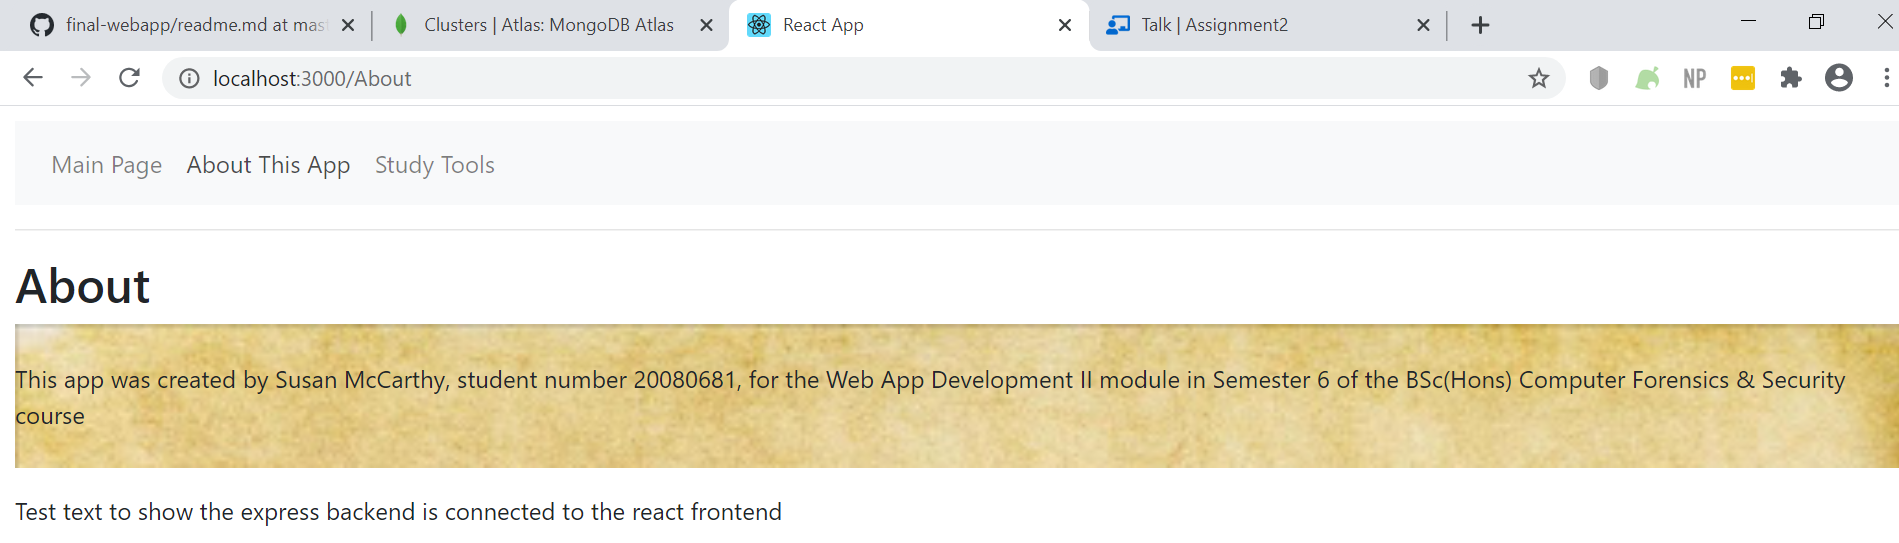 final-webapp/readme.md at mast
Clusters | Atlas: MongoDB Atlas
React App
Talk | Assignment2
localhost:3000/About
NP
Main Page About This App Study Tools
About
This app was created by Susan McCarthy, student number 20080681, for the Web App Development II module in Semester 6 of the BSc(Hons) Computer Forensics & Security
course
Test text to show the express backend is connected to the react frontend